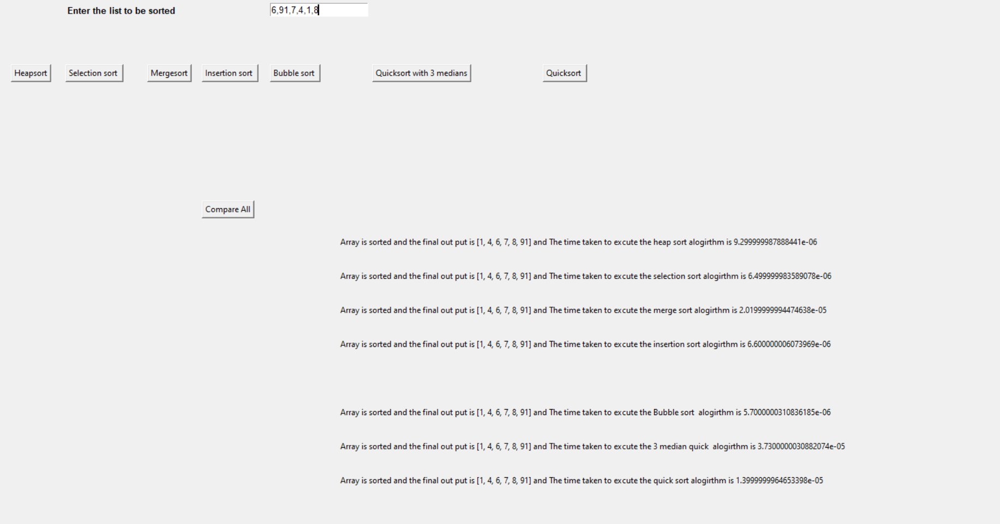 Enter the list to be sorted 6,91,7,4,1,8
Heapsort Selection sort Mergesort Insertion sort Bubble sort Quicksort with 3 medians Quicksort
Compare All
Array is sorted and the final out put is [1, 4, 6, 7, 8, 91] and The time taken to excute the heap sort alogirthm is 9.299999987888441e-06
Array is sorted and the final out put is [1, 4, 6, 7, 8, 91] and The time taken to excute the selection sort alogirthm is 6.499999983589078e-06
Array is sorted and the final out put is [1, 4, 6, 7, 8, 91] and The time taken to excute the merge sort alogirthm is 2.0199999994474638e-05
Array is sorted and the final out put is [1, 4, 6, 7, 8, 91] and The time taken to excute the insertion sort alogirthm is 6.600000006073969e-06
Array is sorted and the final out put is [1, 4, 6, 7, 8, 91] and The time taken to excute the Bubble sort  alogirthm is 5.7000000310836185e-06
Array is sorted and the final out put is [1, 4, 6, 7, 8, 91] and The time taken to excute the 3 median quick  alogirthm is 3.7300000030882074e-05
Array is sorted and the final out put is [1, 4, 6, 7, 8, 91] and The time taken to excute the quick sort alogirthm is 1.3999999964653398e-05